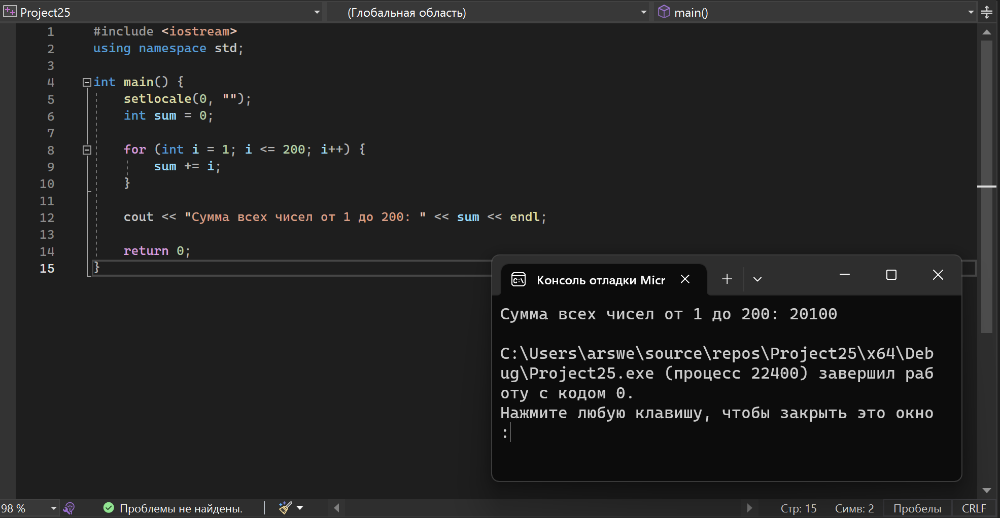 Project25
(Глобальная область)
main()
1 #include <iostream>
2 using namespace std;
3
4 int main() {
5 setlocale(0, "");
6 int sum = 0;
7
8 for (int i = 1; i <= 200; i++) {
9 sum += i;
10 }
11
12 cout << "Сумма всех чисел от 1 до 200: " << sum << endl;
13
14 return 0;
15 }
Консоль отладки Micr
Сумма всех чисел от 1 до 200: 20100
C:\Users\arswe\source\repos\Project25\x64\Deb
ug\Project25.exe (процесс 22400) завершил раб
оту с кодом 0.
Нажмите любую клавишу, чтобы закрыть это окно
:
98 % Проблемы не найдены. Стр: 15 Симв: 2 Пробелы CRLF